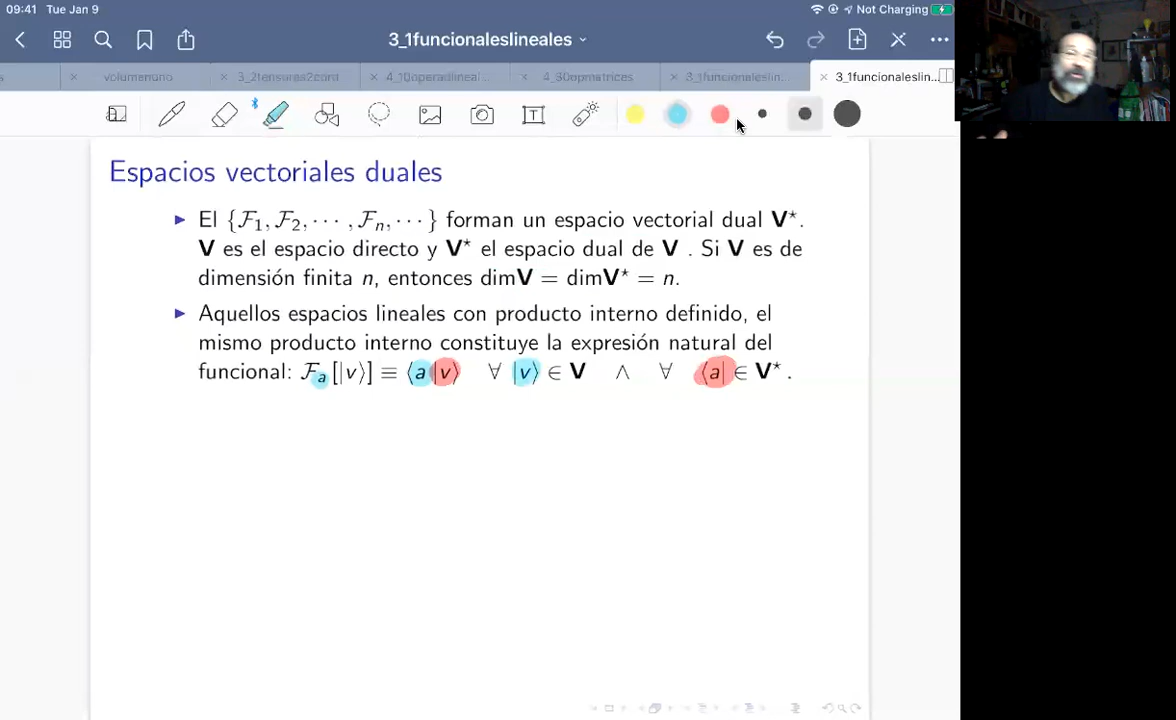 09:41 Tue Jan 9
Not Charging
3_1funcionaleslineales
volumenuno
3_2tensores2cord
4_10operadlineal...
4_30opmatrices
3_1funcionaleslin...
3_1funcionaleslin...
Espacios vectoriales duales
El {ℱ₁, ℱ₂, ⋯ , ℱₙ, ⋯ } forman un espacio vectorial dual V⋆.
V es el espacio directo y V⋆ el espacio dual de V . Si V es de
dimensión finita n, entonces dimV = dimV⋆ = n.
Aquellos espacios lineales con producto interno definido, el
mismo producto interno constituye la expresión natural del
funcional: ℱₐ [|v⟩] ≡ ⟨a |v⟩ ∀ |v⟩ ∈ V ∧ ∀ ⟨a| ∈ V⋆ .